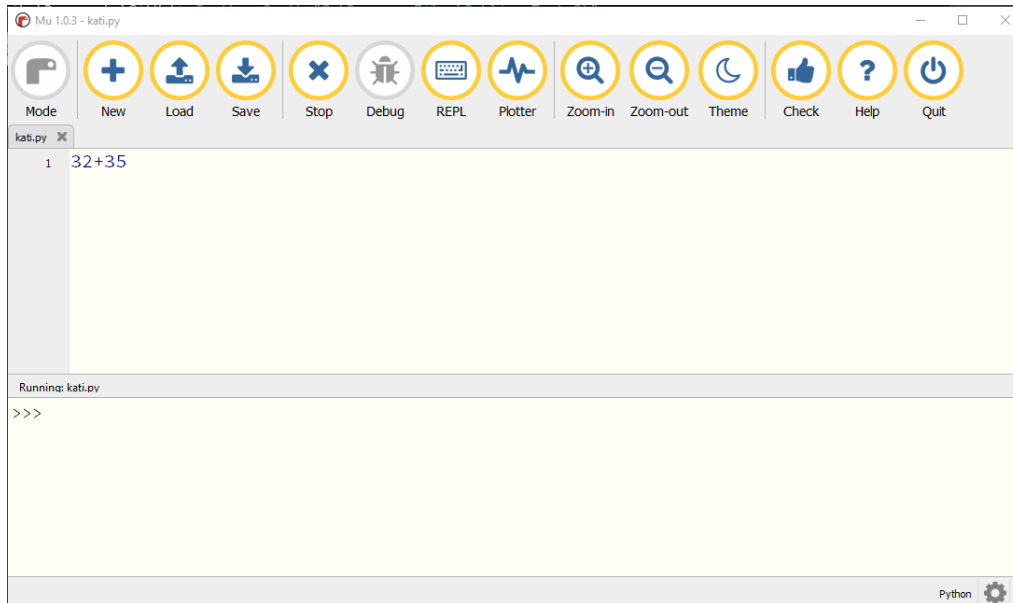 Mu 1.0.3 - kati.py
Mode New Load Save Stop Debug REPL Plotter Zoom-in Zoom-out Theme Check Help Quit
kati.py
1 32+35
Running: kati.py
>>>
Python